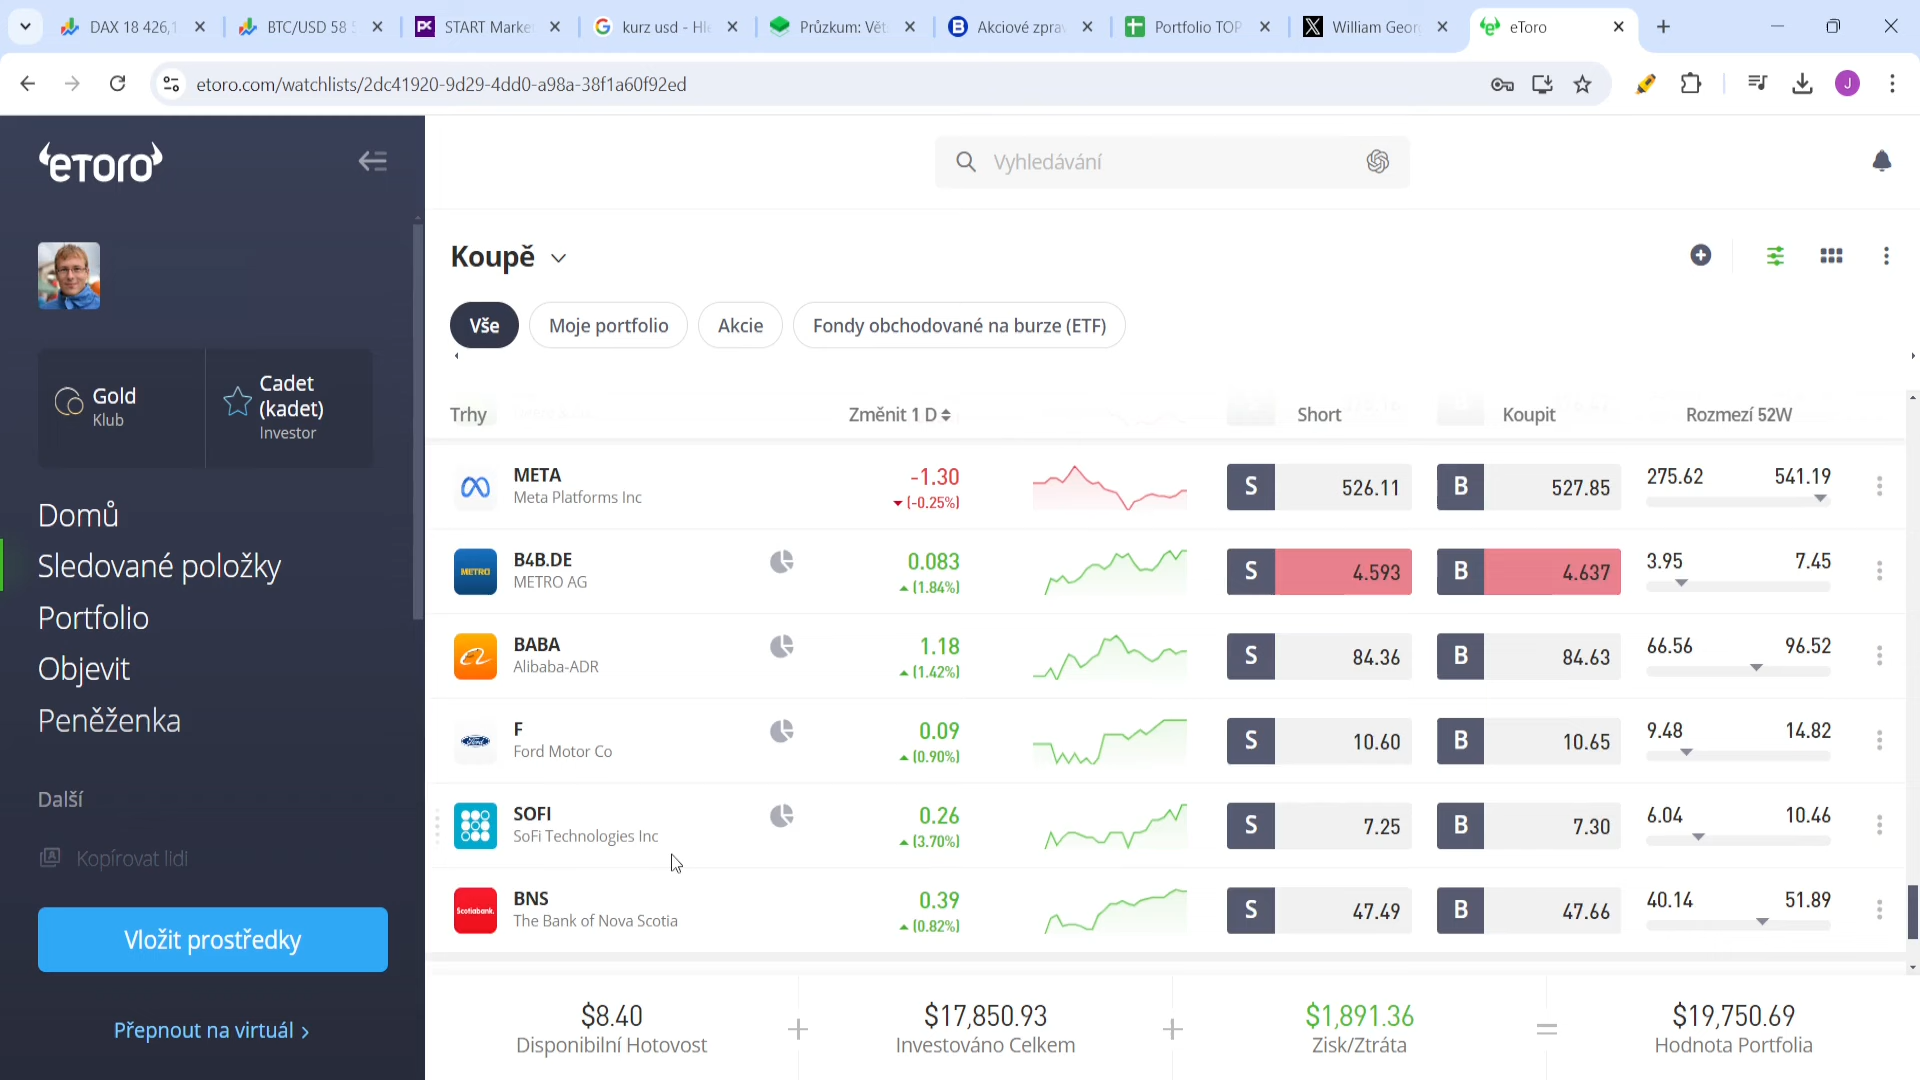 DAX 18 426,1
BTC/USD 58
START Marke
kurz usd - Hle
Průzkum: Vět
Akciové zprav
Portfolio TOP
William Geor
eToro
etoro.com/watchlists/2dc41920-9d29-4dd0-a98a-38f1a60f92ed
J
eToro
Vyhledávání
Koupě
Vše
Moje portfolio
Akcie
Fondy obchodované na burze (ETF)
Gold
Klub
Cadet
(kadet)
Investor
Domů
Sledované položky
Portfolio
Objevit
Peněženka
Další
Kopírovat lidi
Vložit prostředky
Přepnout na virtuál ›
Trhy Změnit 1 D Short Koupit Rozmezí 52W
META -1.30 S 526.11 B 527.85 275.62 541.19
Meta Platforms Inc (-0.25%)
METRO B4B.DE 0.083 S 4.593 B 4.637 3.95 7.45
METRO AG (1.84%)
BABA 1.18 S 84.36 B 84.63 66.56 96.52
Alibaba-ADR (1.42%)
F 0.09 S 10.60 B 10.65 9.48 14.82
Ford Motor Co (0.90%)
SOFI 0.26 S 7.25 B 7.30 6.04 10.46
SoFi Technologies Inc (3.70%)
Scotiabank. BNS 0.39 S 47.49 B 47.66 40.14 51.89
The Bank of Nova Scotia (0.82%)
$8.40 + $17,850.93 + $1,891.36 = $19,750.69
Disponibilní Hotovost Investováno Celkem Zisk/Ztráta Hodnota Portfolia